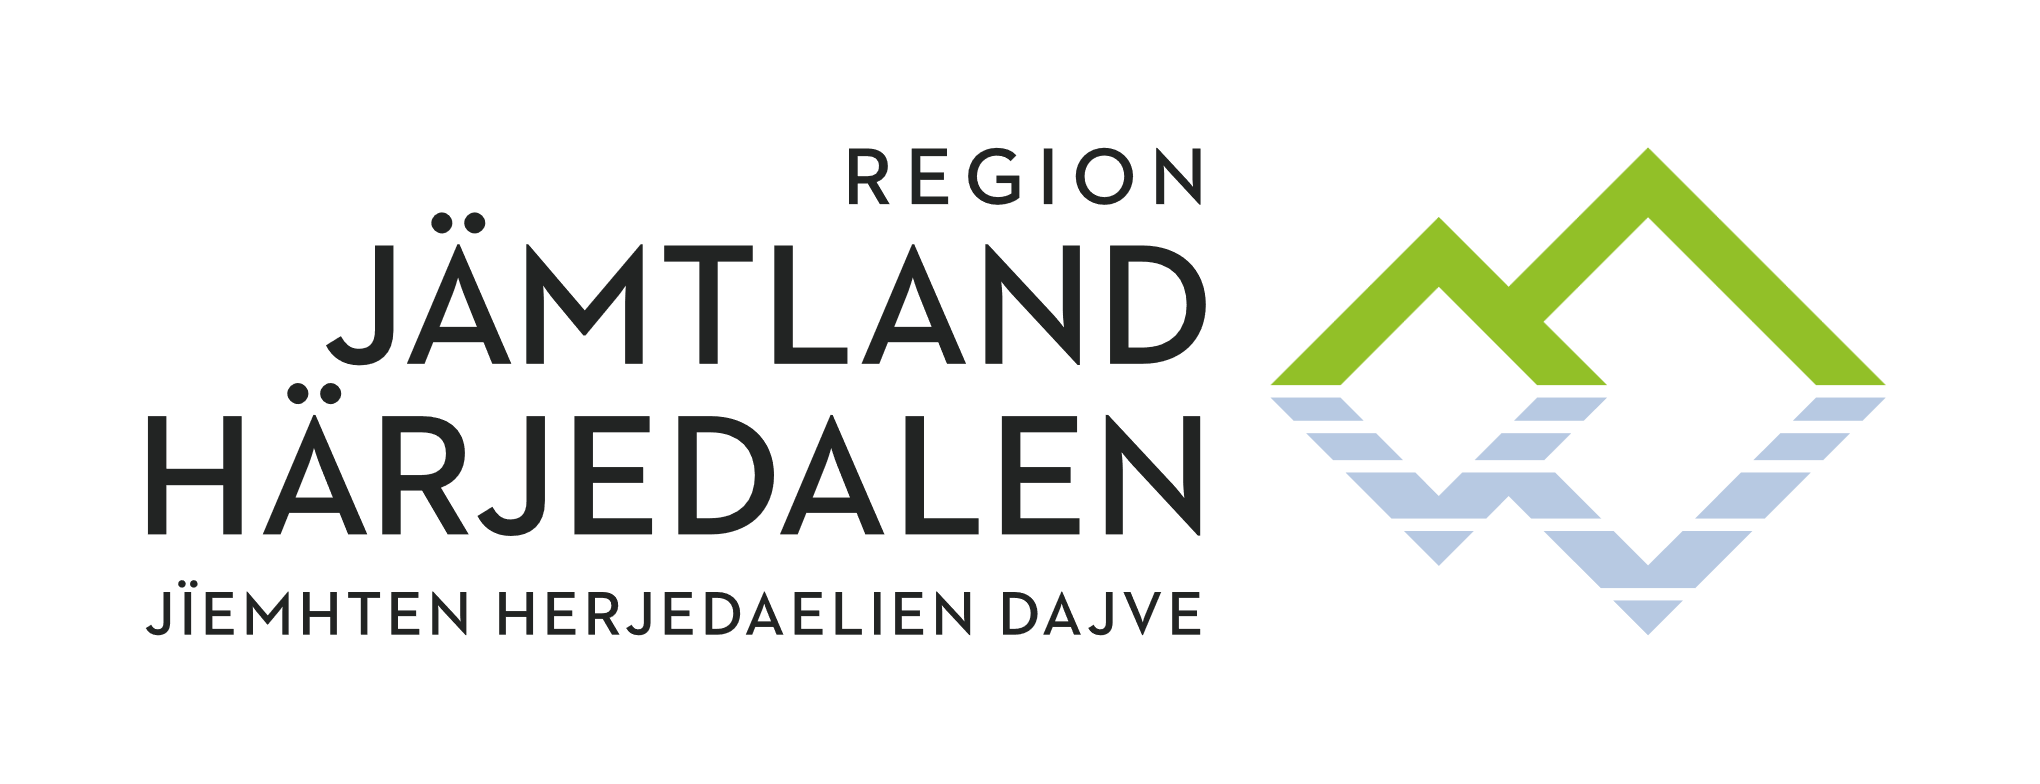 REGION
JÄMTLAND
HÄRJEDALEN
JÏEMHTEN HERJEDAELIEN DAJVE